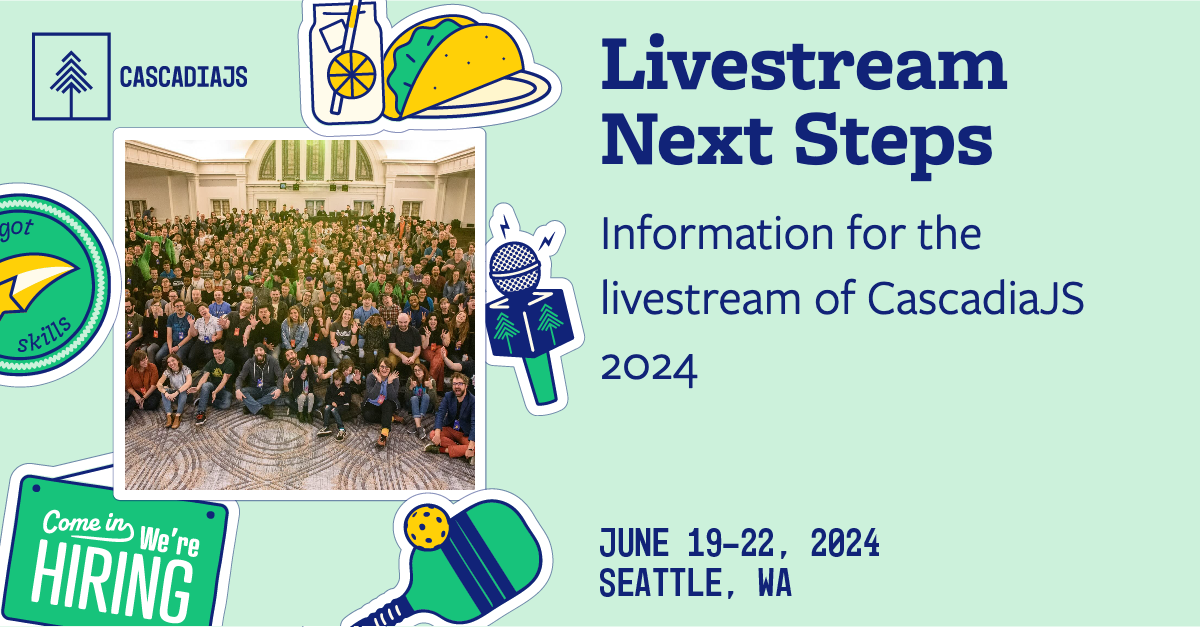 CASCADIAJS
Livestream
Next Steps
Information for the
livestream of CascadiaJS
2024
got
skills
Come in
We're
HIRING
JUNE 19–22, 2024
SEATTLE, WA